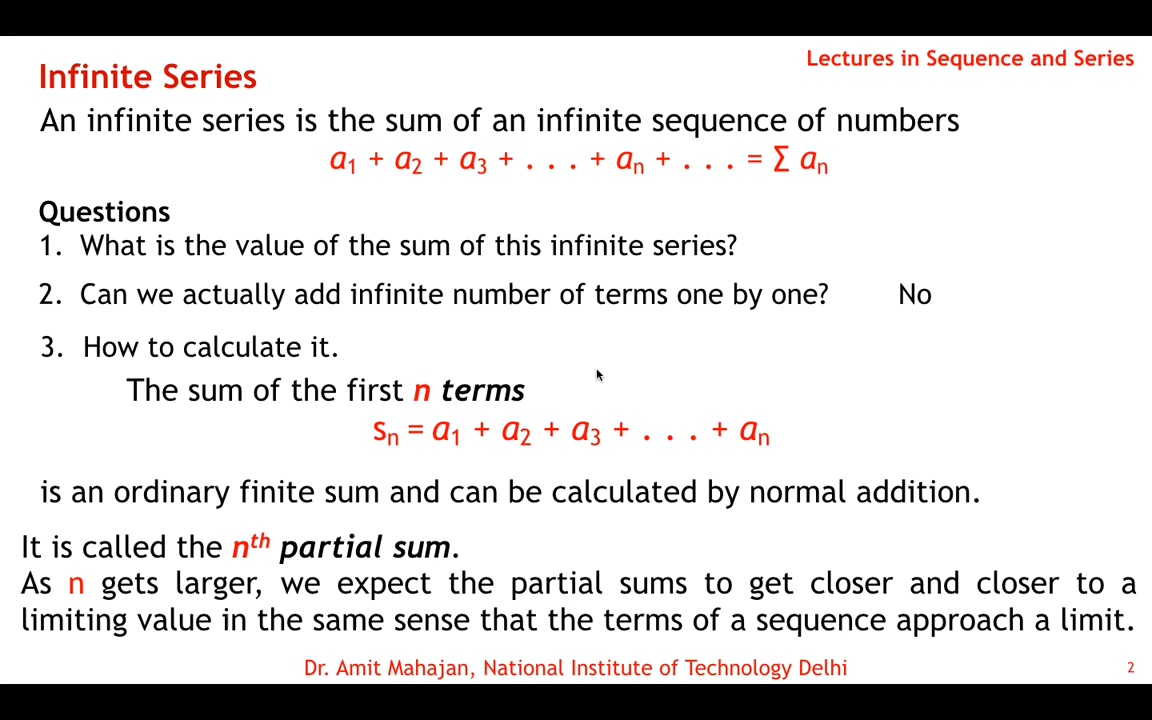 Lectures in Sequence and Series
Infinite Series
An infinite series is the sum of an infinite sequence of numbers
a₁ + a₂ + a₃ + . . . + aₙ + . . . = ∑ aₙ
Questions
1. What is the value of the sum of this infinite series?
2. Can we actually add infinite number of terms one by one? No
3. How to calculate it.
The sum of the first n terms
sₙ = a₁ + a₂ + a₃ + . . . + aₙ
is an ordinary finite sum and can be calculated by normal addition.
It is called the nᵗʰ partial sum.
As n gets larger, we expect the partial sums to get closer and closer to a
limiting value in the same sense that the terms of a sequence approach a limit.
Dr. Amit Mahajan, National Institute of Technology Delhi
2